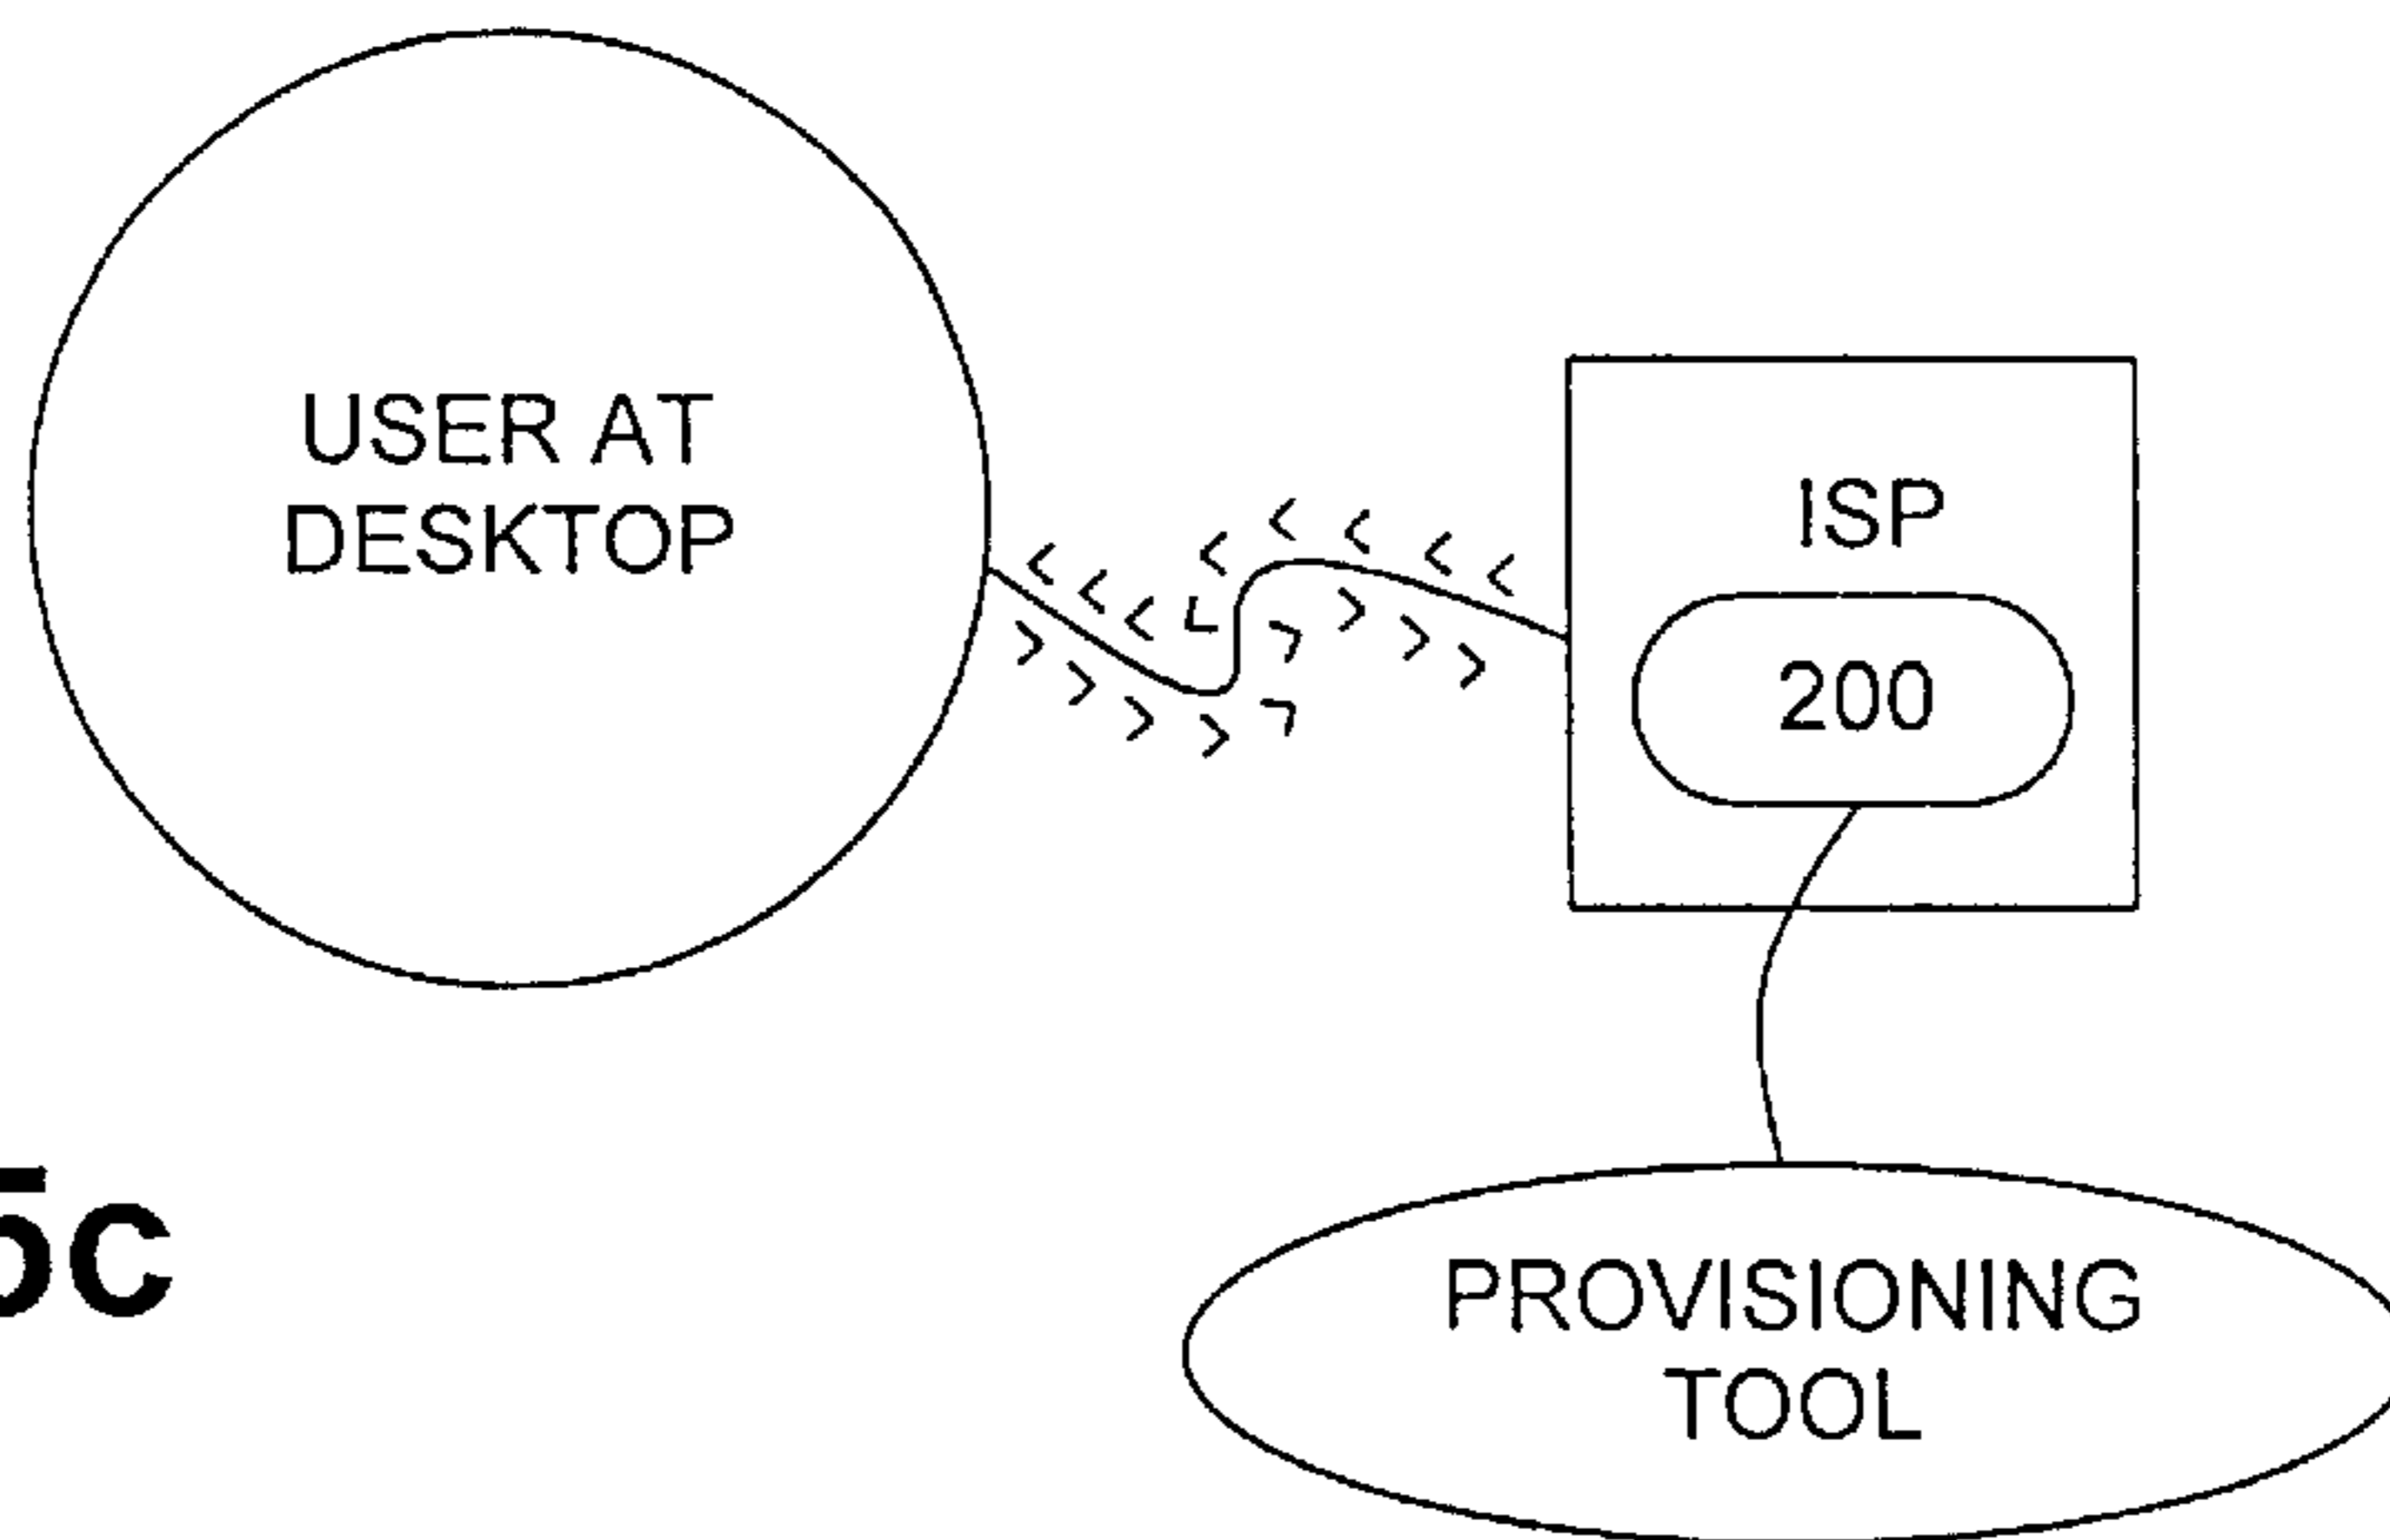 USER AT
DESKTOP
ISP
200
5C
PROVISIONING
TOOL